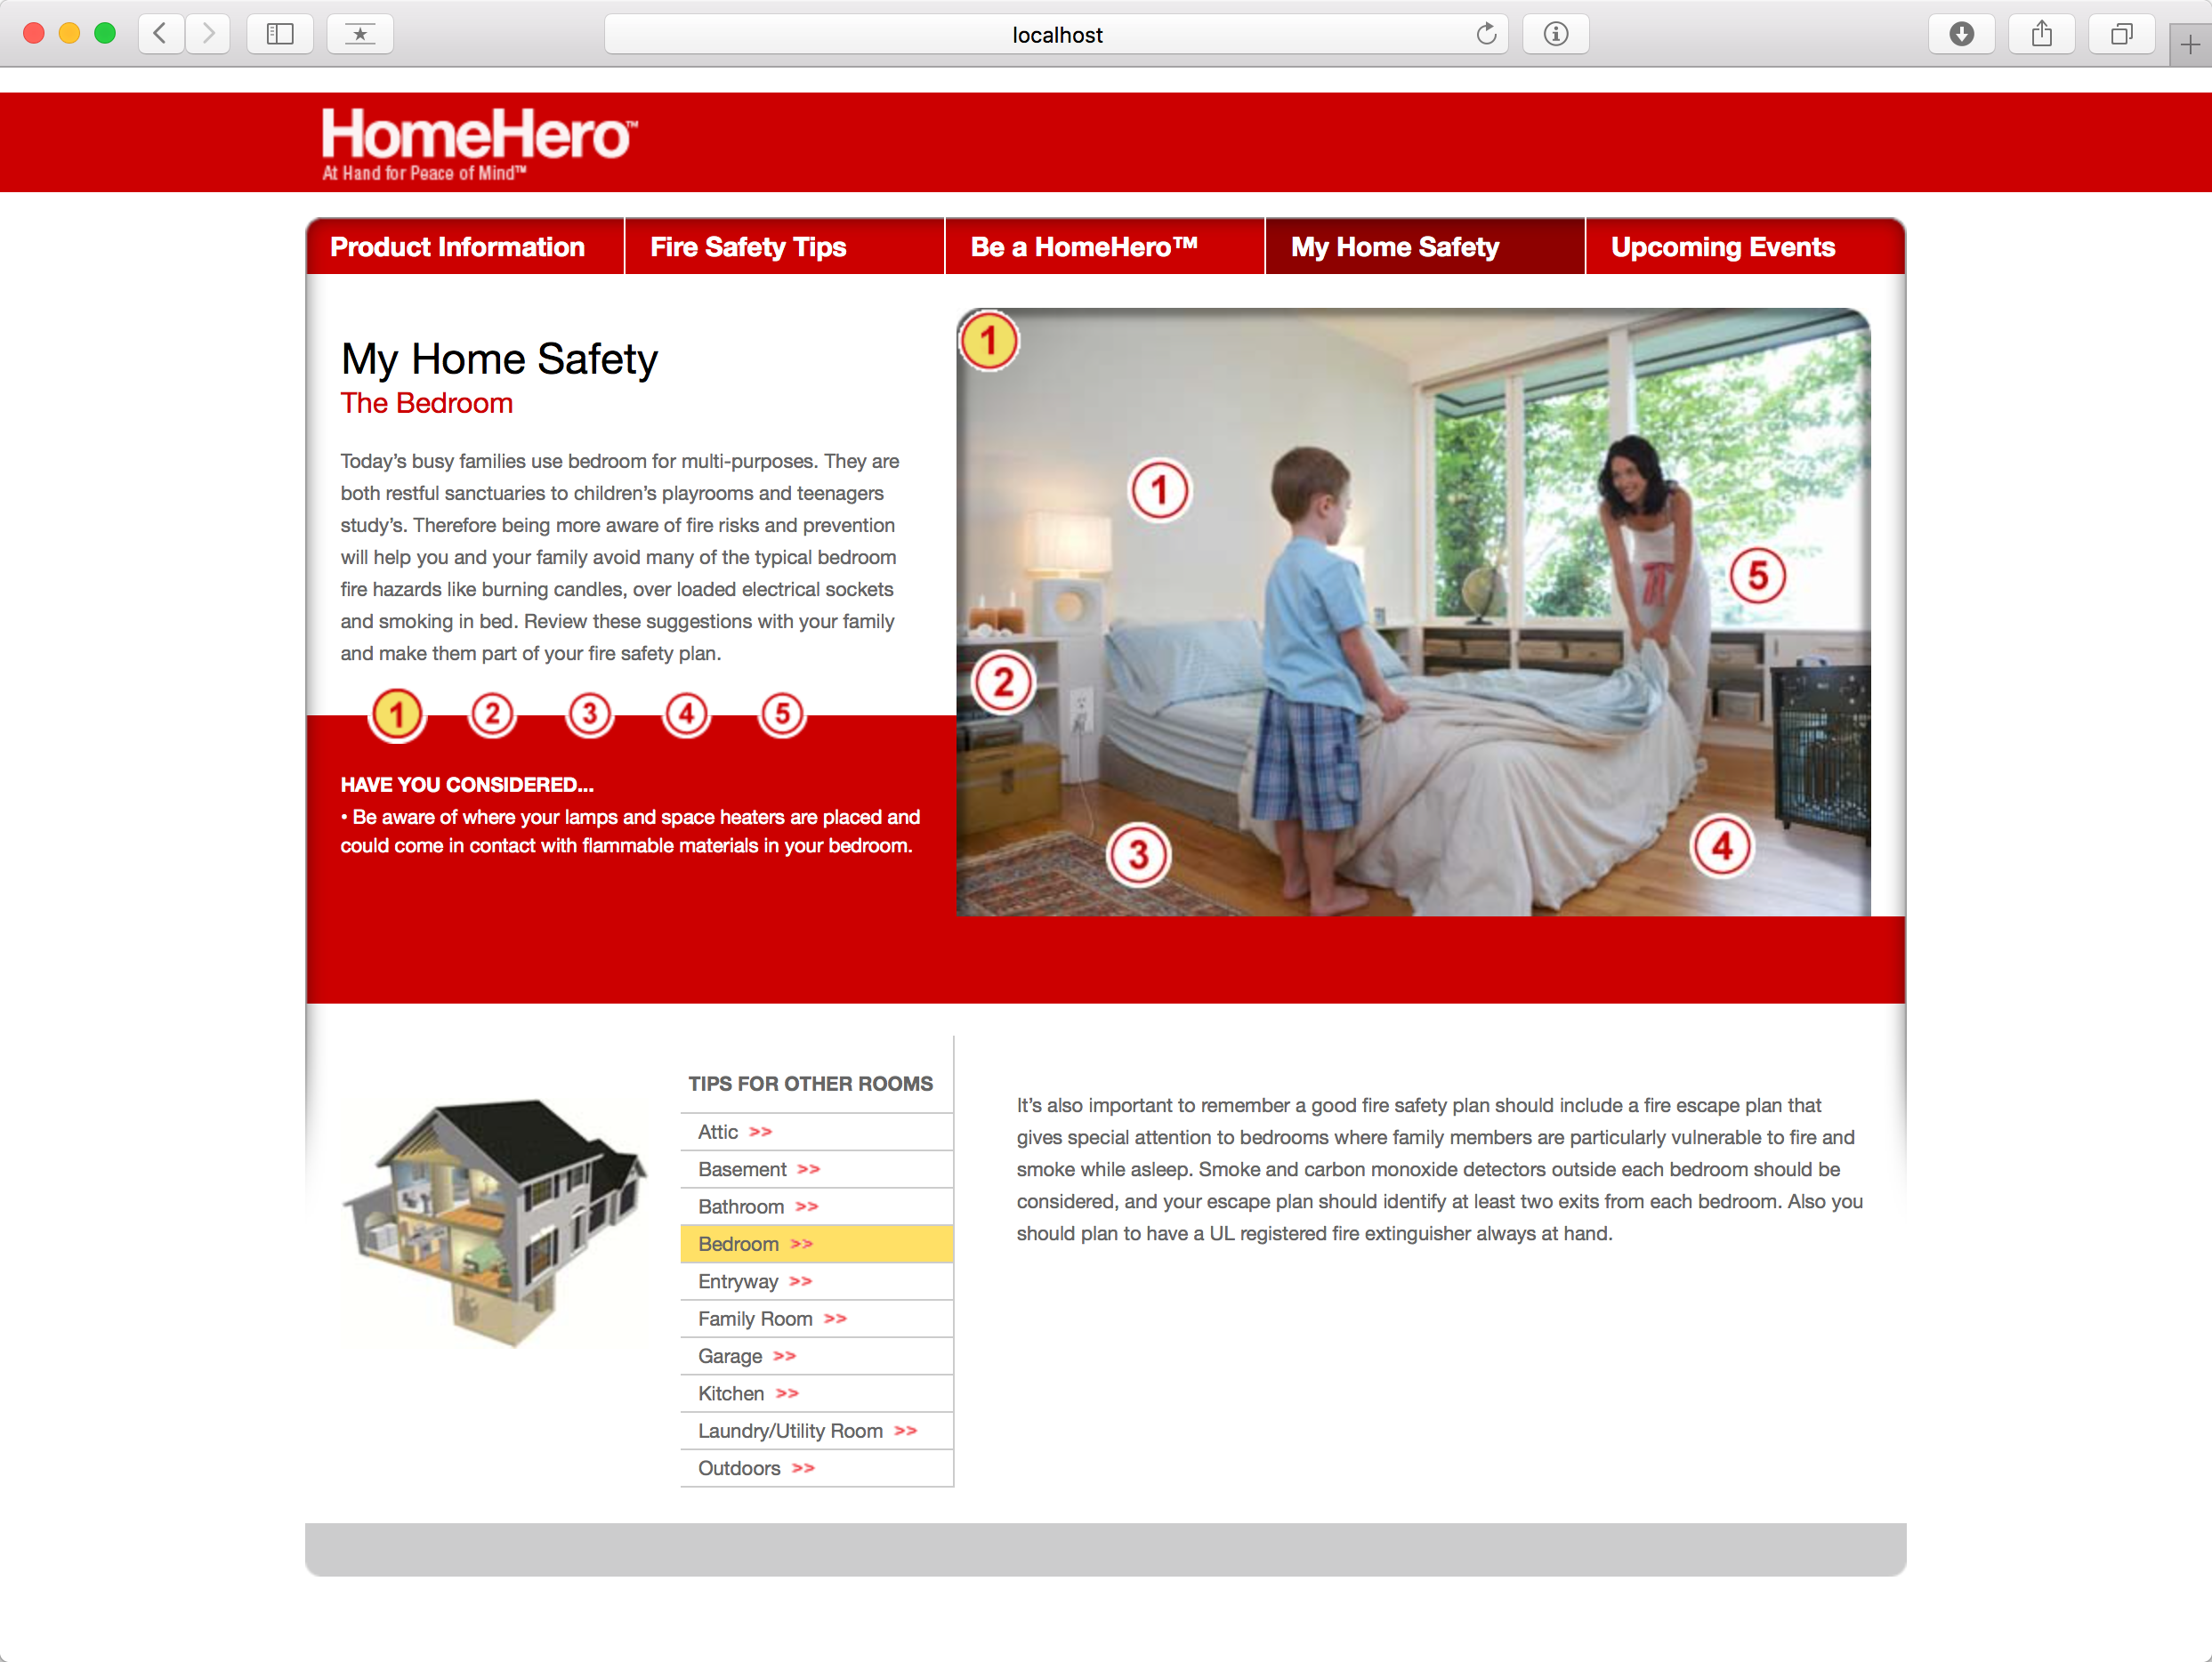 localhost
HomeHero™
At Hand for Peace of Mind™
Product Information
Fire Safety Tips
Be a HomeHero™
My Home Safety
Upcoming Events
My Home Safety
The Bedroom
Today’s busy families use bedroom for multi-purposes. They are
both restful sanctuaries to children’s playrooms and teenagers
study’s. Therefore being more aware of fire risks and prevention
will help you and your family avoid many of the typical bedroom
fire hazards like burning candles, over loaded electrical sockets
and smoking in bed. Review these suggestions with your family
and make them part of your fire safety plan.
1 2 3 4 5
HAVE YOU CONSIDERED...
• Be aware of where your lamps and space heaters are placed and
could come in contact with flammable materials in your bedroom.
1
1
5
2
4
3
TIPS FOR OTHER ROOMS
Attic >>
Basement >>
Bathroom >>
Bedroom >>
Entryway >>
Family Room >>
Garage >>
Kitchen >>
Laundry/Utility Room >>
Outdoors >>
It’s also important to remember a good fire safety plan should include a fire escape plan that
gives special attention to bedrooms where family members are particularly vulnerable to fire and
smoke while asleep. Smoke and carbon monoxide detectors outside each bedroom should be
considered, and your escape plan should identify at least two exits from each bedroom. Also you
should plan to have a UL registered fire extinguisher always at hand.